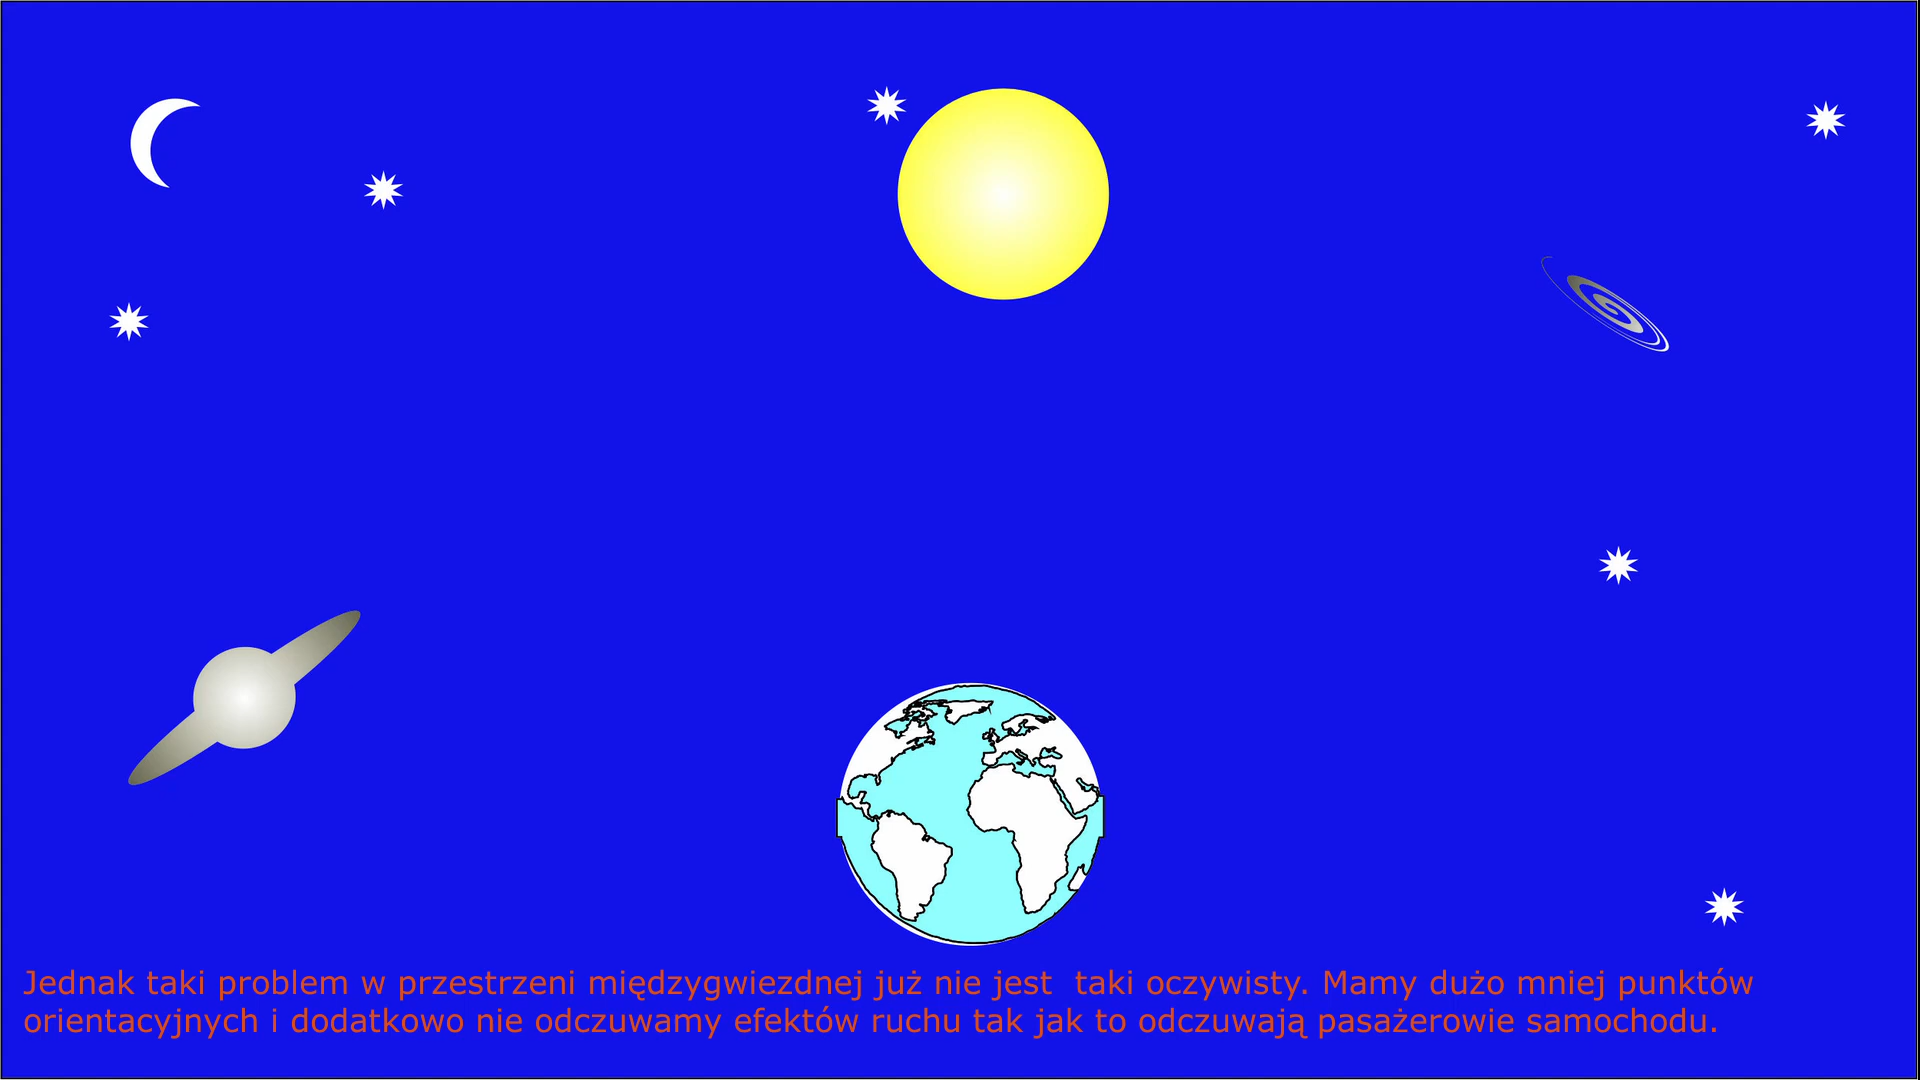 Jednak taki problem w przestrzeni międzygwiezdnej już nie jest  taki oczywisty. Mamy dużo mniej punktów
orientacyjnych i dodatkowo nie odczuwamy efektów ruchu tak jak to odczuwają pasażerowie samochodu.